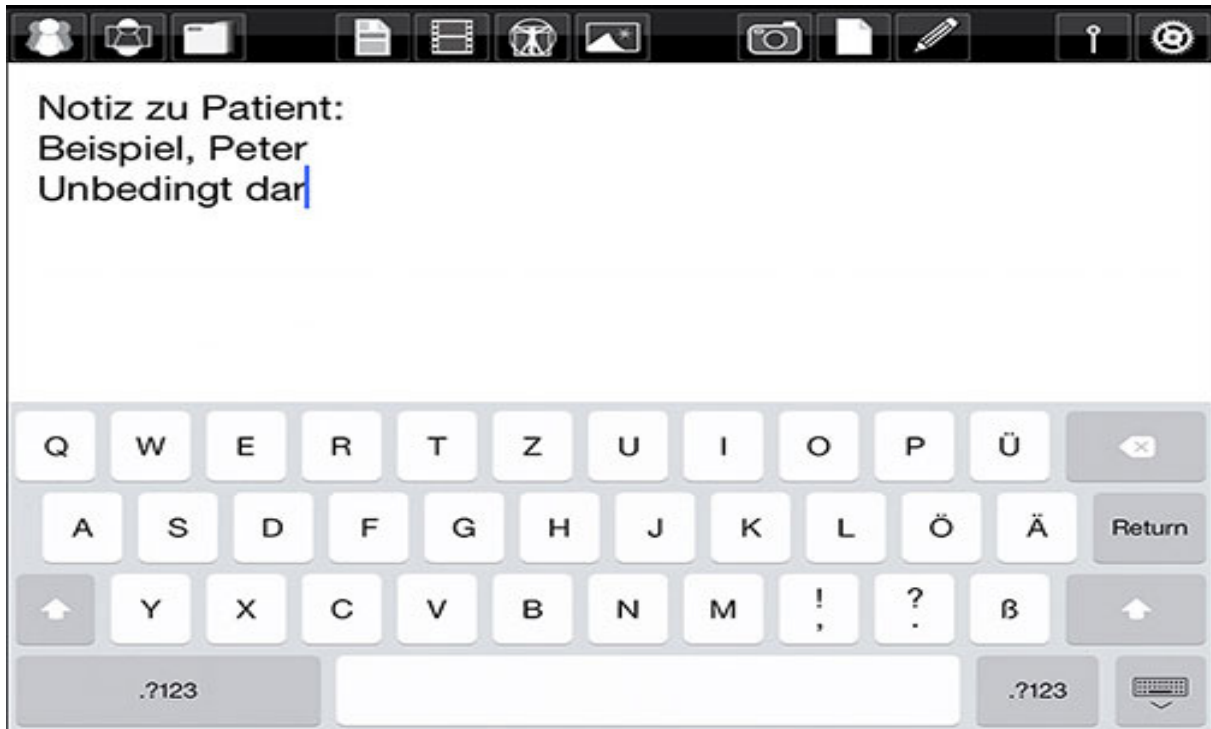 Notiz zu Patient:
Beispiel, Peter
Unbedingt dar
Q W E R T Z U I O P Ü
A S D F G H J K L Ö Ä Return
Y X C V B N M ! , ? . ß
.?123 .?123